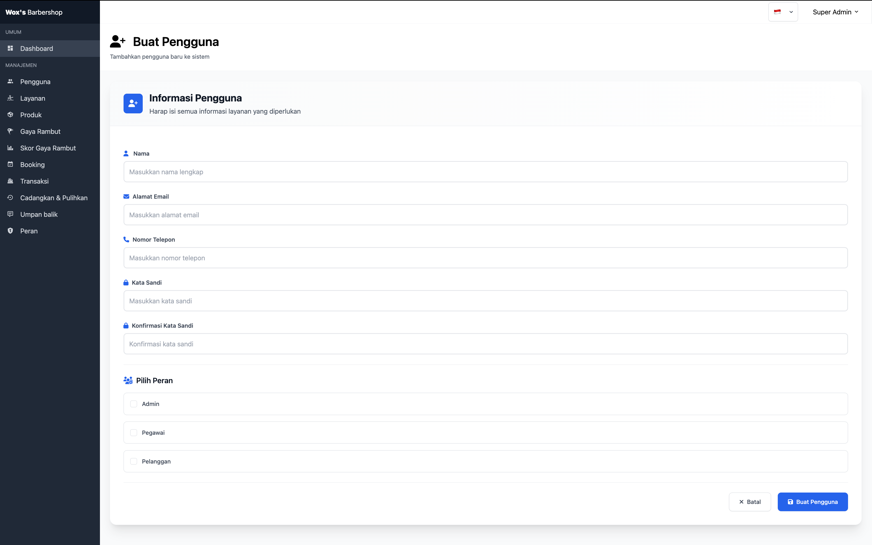 Wox's Barbershop
Super Admin
UMUM
Dashboard
MANAJEMEN
Pengguna
Layanan
Produk
Gaya Rambut
Skor Gaya Rambut
Booking
Transaksi
Cadangkan & Pulihkan
Umpan balik
Peran
Buat Pengguna
Tambahkan pengguna baru ke sistem
Informasi Pengguna
Harap isi semua informasi layanan yang diperlukan
Nama
Masukkan nama lengkap
Alamat Email
Masukkan alamat email
Nomor Telepon
Masukkan nomor telepon
Kata Sandi
Masukkan kata sandi
Konfirmasi Kata Sandi
Konfirmasi kata sandi
Pilih Peran
Admin
Pegawai
Pelanggan
Batal
Buat Pengguna